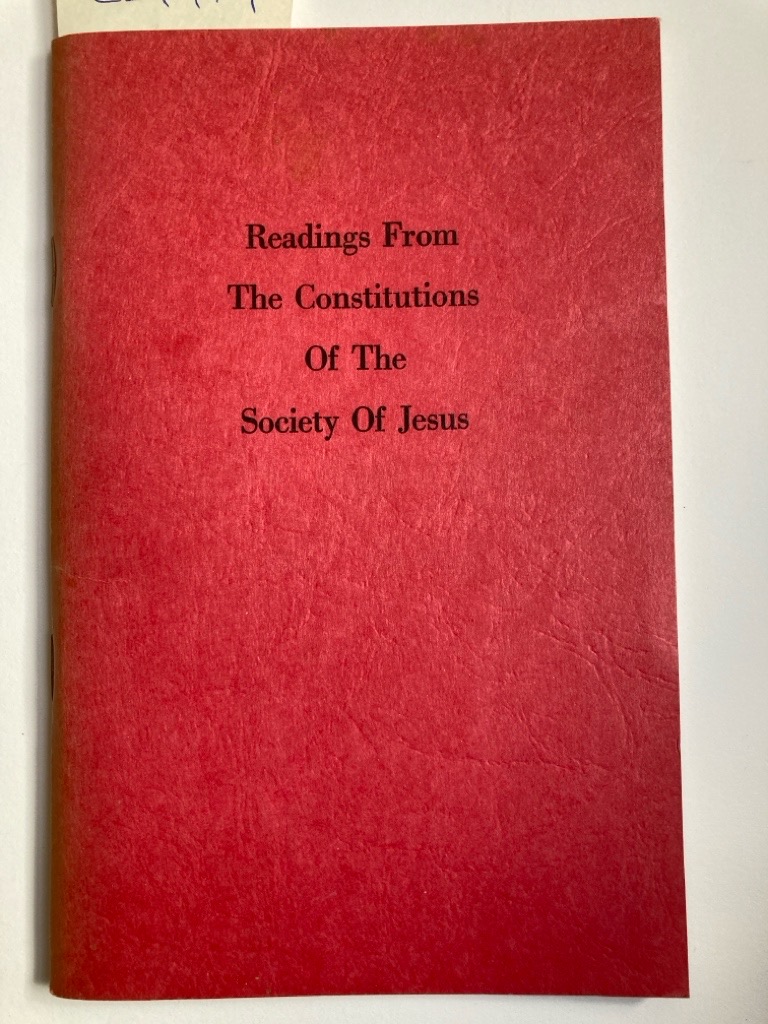 Readings From
The Constitutions
Of The
Society Of Jesus